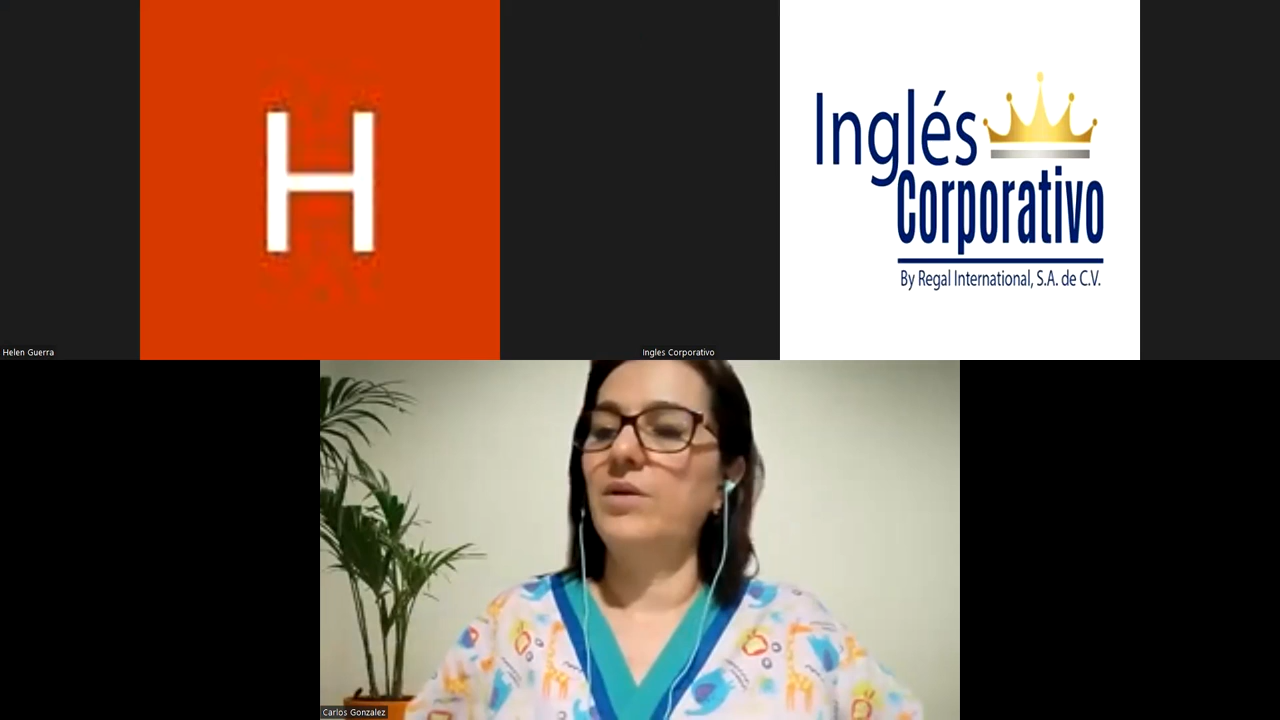 H
Inglés
Corporativo
By Regal International, S.A. de C.V.
Helen Guerra
Ingles Corporativo
Carlos Gonzalez